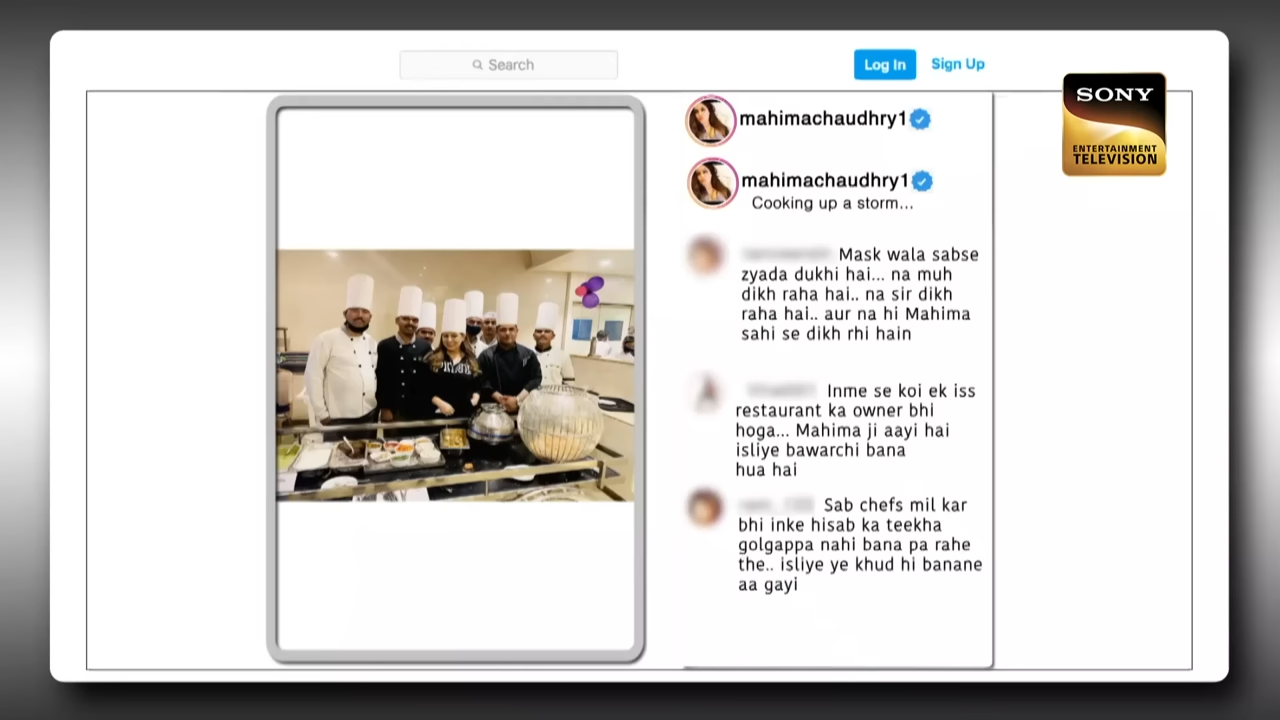 Search
Log In
Sign Up
SONY
ENTERTAINMENT
TELEVISION
mahimachaudhry1
mahimachaudhry1
Cooking up a storm...
Mask wala sabse
zyada dukhi hai... na muh
dikh raha hai.. na sir dikh
raha hai.. aur na hi Mahima
sahi se dikh rhi hain
Inme se koi ek iss
restaurant ka owner bhi
hoga... Mahima ji aayi hai
isliye bawarchi bana
hua hai
Sab chefs mil kar
bhi inke hisab ka teekha
golgappa nahi bana pa rahe
the.. isliye ye khud hi banane
aa gayi